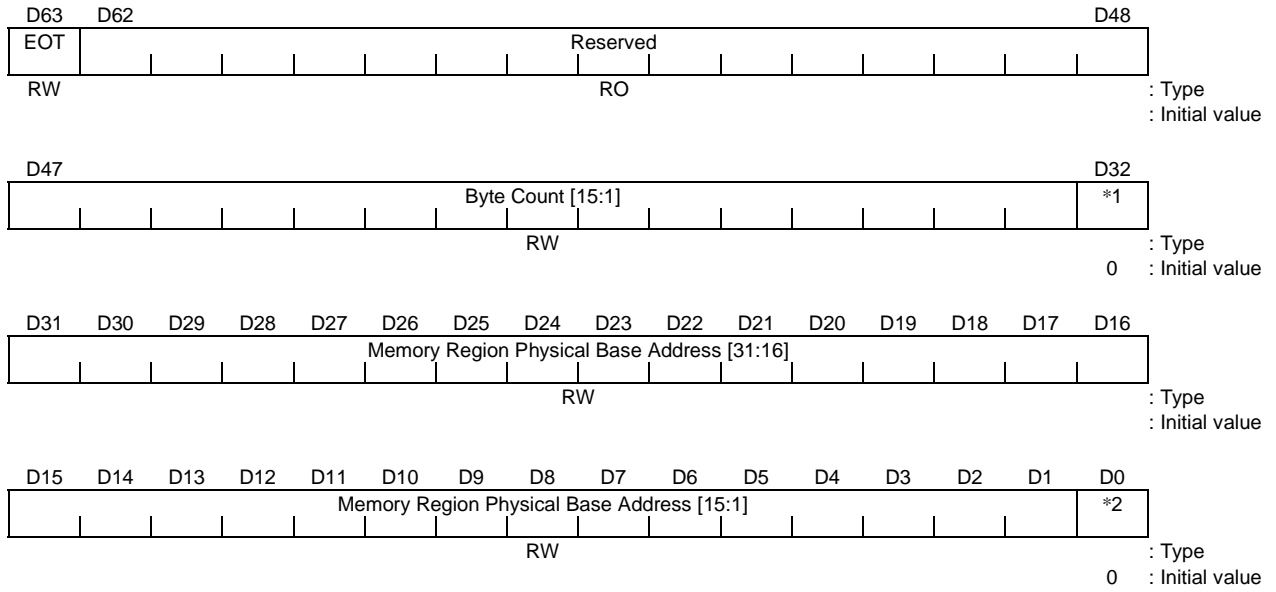 D63 D62 D48
EOT Reserved
RW RO : Type
: Initial value
D47 D32
Byte Count [15:1] *1
RW : Type
0 : Initial value
D31 D30 D29 D28 D27 D26 D25 D24 D23 D22 D21 D20 D19 D18 D17 D16
Memory Region Physical Base Address [31:16]
RW : Type
: Initial value
D15 D14 D13 D12 D11 D10 D9 D8 D7 D6 D5 D4 D3 D2 D1 D0
Memory Region Physical Base Address [15:1] *2
RW : Type
0 : Initial value